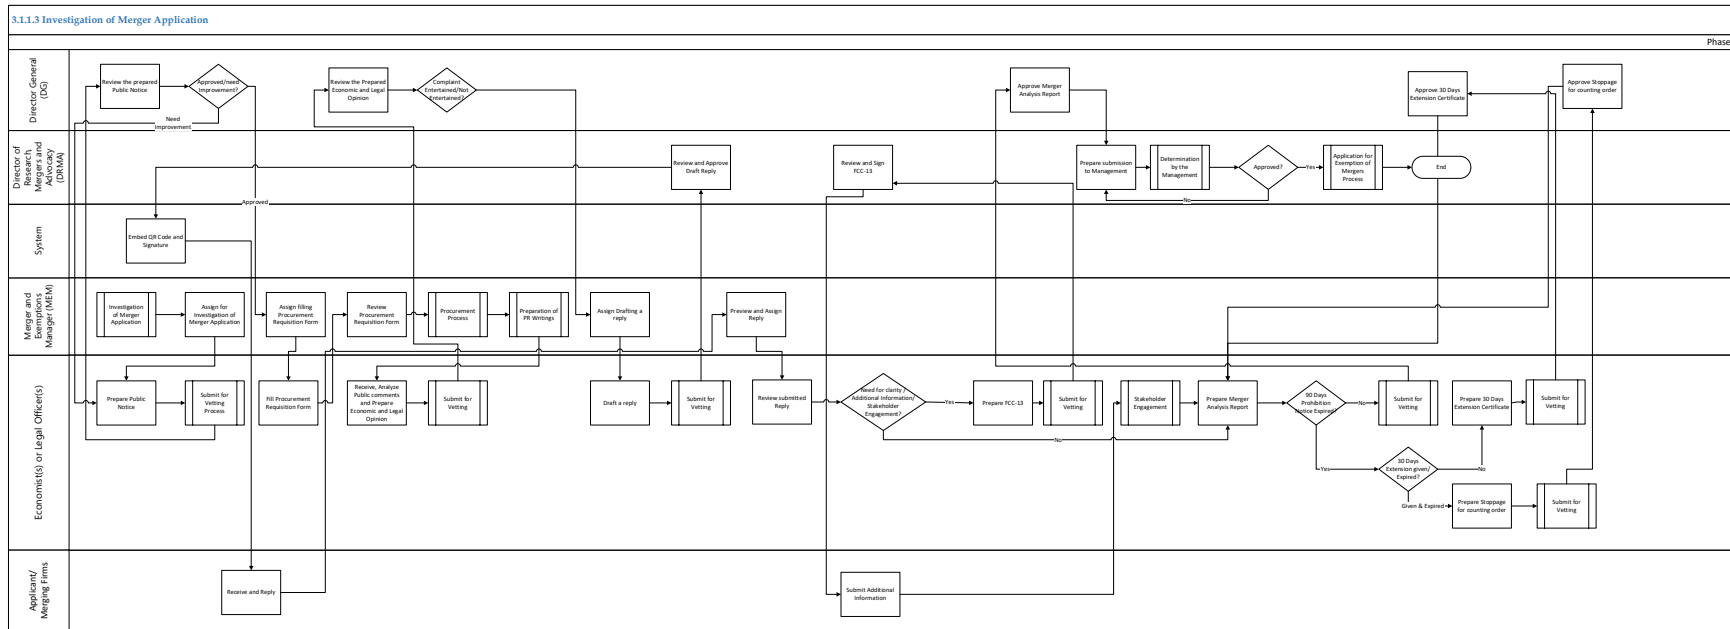 3.1.1.3 Investigation of Merger Application
Phase
Director General
(DG)
Review the prepared
Public Notice
Approved/need
Improvement?
Need
Improvement
Review the Prepared
Economic and Legal
Opinion
Complaint
Entertained/Not
Entertained?
Approve Merger
Analysis Report
Approve 30 Days
Extension Certificate
Approve Stoppage
for counting order
Director of
Research,
Mergers and
Advocacy
(DRMA)
Review and Approve
Draft Reply
Review and Sign
FCC-13
Prepare submission
to Management
Determination
by the
Management
Approved?
Yes
No
Application for
Exemption of
Mergers
Process
End
Approved
System
Embed QR Code and
Signature
Merger and
Exemptions
Manager (MEM)
Investigation
of Merger
Application
Assign for
Investigation of
Merger Application
Assign filling
Procurement
Requisition Form
Review
Procurement
Requisition Form
Procurement
Process
Preparation of
PR Writings
Assign Drafting a
reply
Preview and Assign
Reply
Economist(s) or Legal Officer(s)
Prepare Public
Notice
Submit for
Vetting
Process
Fill Procurement
Requisition Form
Receive, Analyze
Public comments
and Prepare
Economic and Legal
Opinion
Submit for
Vetting
Draft a reply
Submit for
Vetting
Review submitted
Reply
Need for clarity /
Additional Information/
Stakeholder
Engagement?
Yes
No
Prepare FCC-13
Submit for
Vetting
Stakeholder
Engagement
Prepare Merger
Analysis Report
90 Days
Prohibition
Notice Expired?
No
Yes
Submit for
Vetting
Prepare 30 Days
Extension Certificate
Submit for
Vetting
30 Days
Extension given/
Expired?
No
Given & Expired
Prepare Stoppage
for counting order
Submit for
Vetting
Applicant/
Merging Firms
Receive and Reply
Submit Additional
Information